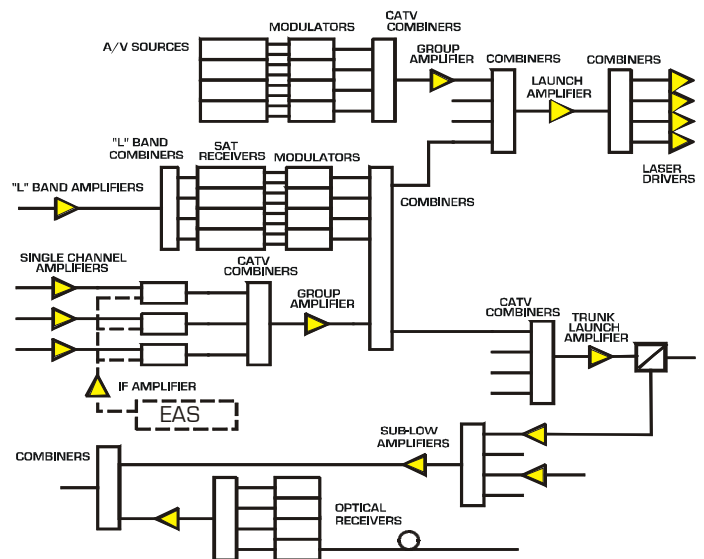 CATV
COMBINERS
MODULATORS
A/V SOURCES
GROUP
AMPLIFIER
COMBINERS
COMBINERS
LAUNCH
AMPLIFIER
LASER
DRIVERS
"L" BAND
COMBINERS
SAT
RECEIVERS
MODULATORS
"L" BAND AMPLIFIERS
COMBINERS
SINGLE CHANNEL
AMPLIFIERS
CATV
COMBINERS
GROUP
AMPLIFIER
CATV
COMBINERS
TRUNK
LAUNCH
AMPLIFIER
IF AMPLIFIER
EAS
SUB-LOW
AMPLIFIERS
COMBINERS
OPTICAL
RECEIVERS